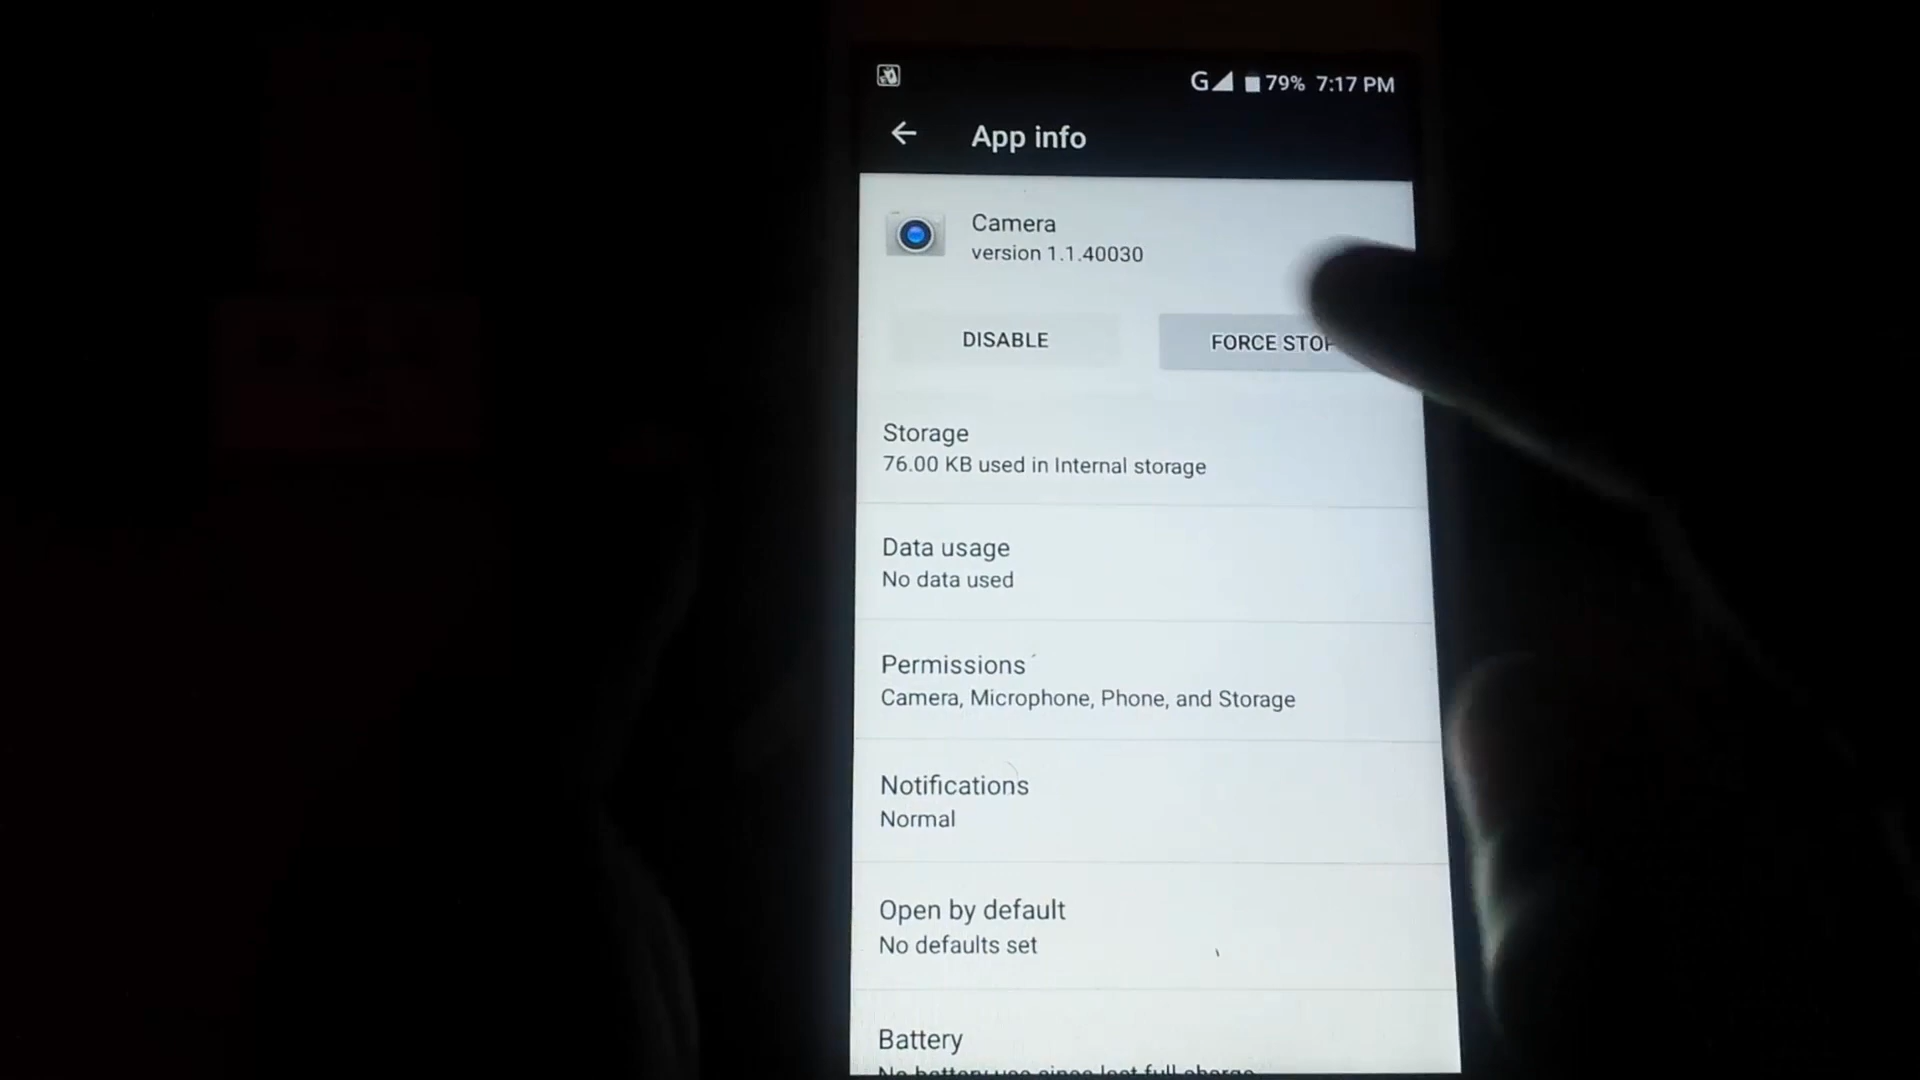 G 79% 7:17 PM
App info
Camera
version 1.1.40030
DISABLE
FORCE STOP
Storage
76.00 KB used in Internal storage
Data usage
No data used
Permissions
Camera, Microphone, Phone, and Storage
Notifications
Normal
Open by default
No defaults set
Battery
No battery use since last full charge